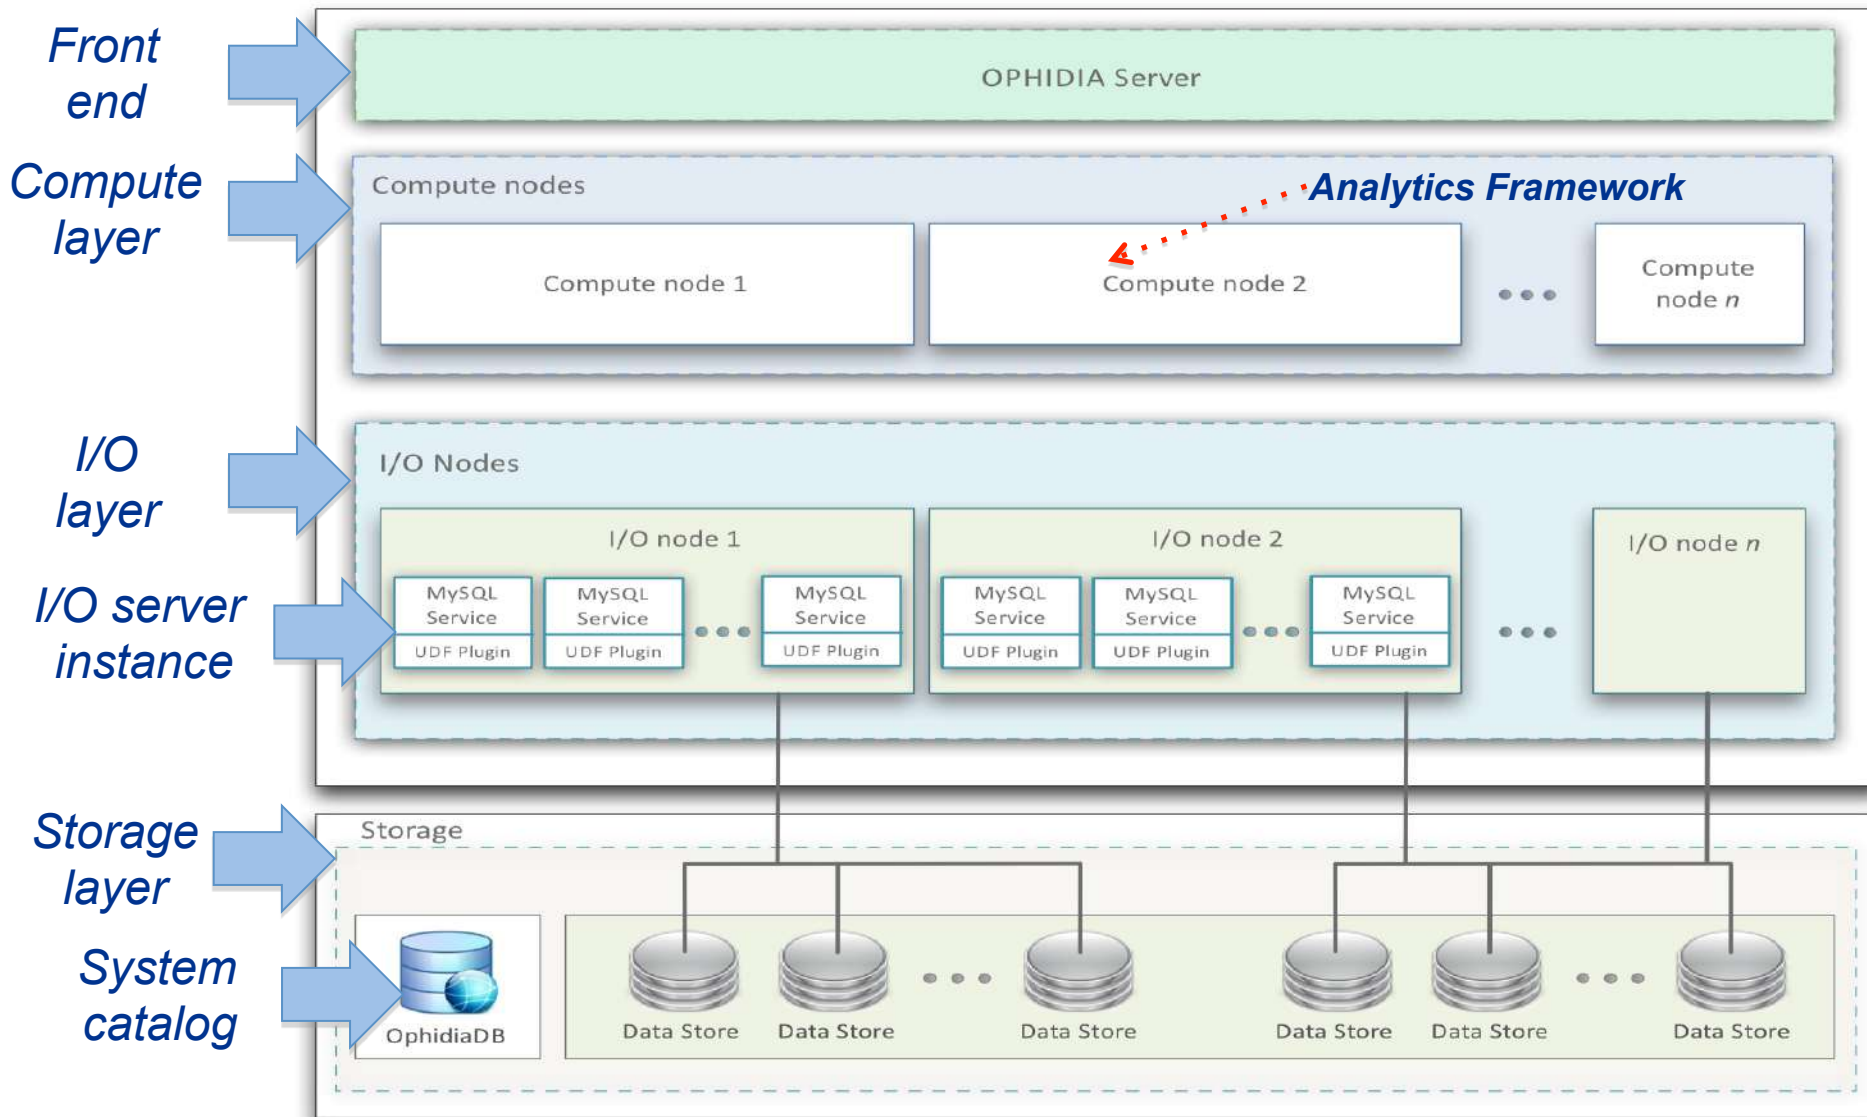 Front
end
OPHIDIA Server
Compute
layer
Compute nodes
Analytics Framework
Compute node 1
Compute node 2
Compute
node n
I/O
layer
I/O Nodes
I/O node 1
I/O node 2
I/O node n
I/O server
instance
MySQL
Service
UDF Plugin
MySQL
Service
UDF Plugin
MySQL
Service
UDF Plugin
MySQL
Service
UDF Plugin
MySQL
Service
UDF Plugin
MySQL
Service
UDF Plugin
Storage
layer
Storage
System
catalog
OphidiaDB
Data Store
Data Store
Data Store
Data Store
Data Store
Data Store